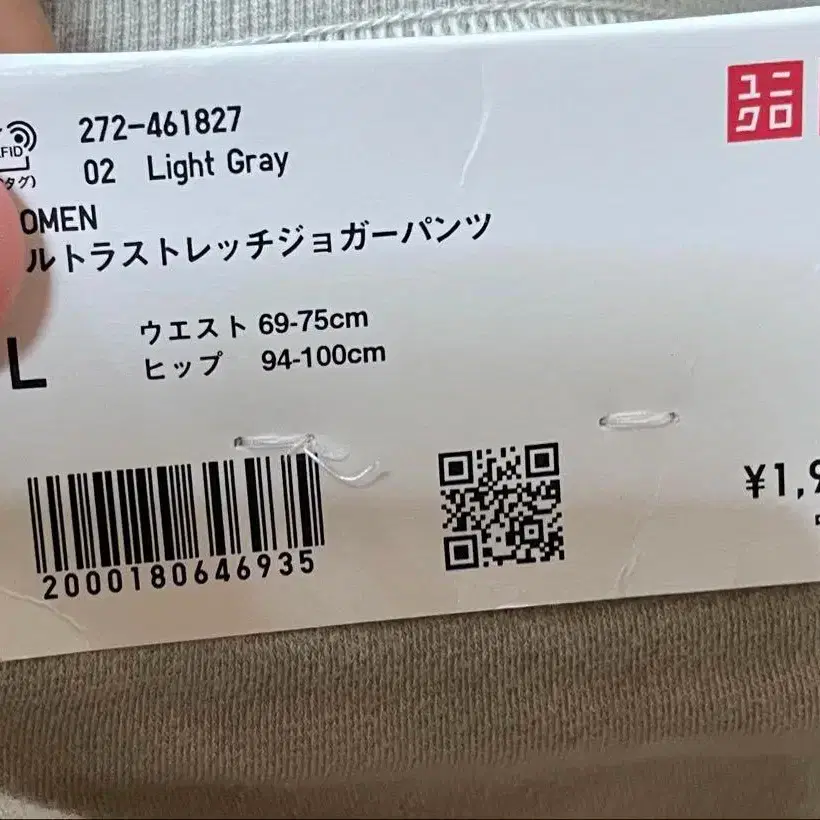 FID
タグ)
272-461827
02 Light Gray
OMEN
ルトラストレッチジョガーパンツ
L
ウエスト 69-75cm
ヒップ 94-100cm
2000180646935
ユニ
クロ
¥1,9